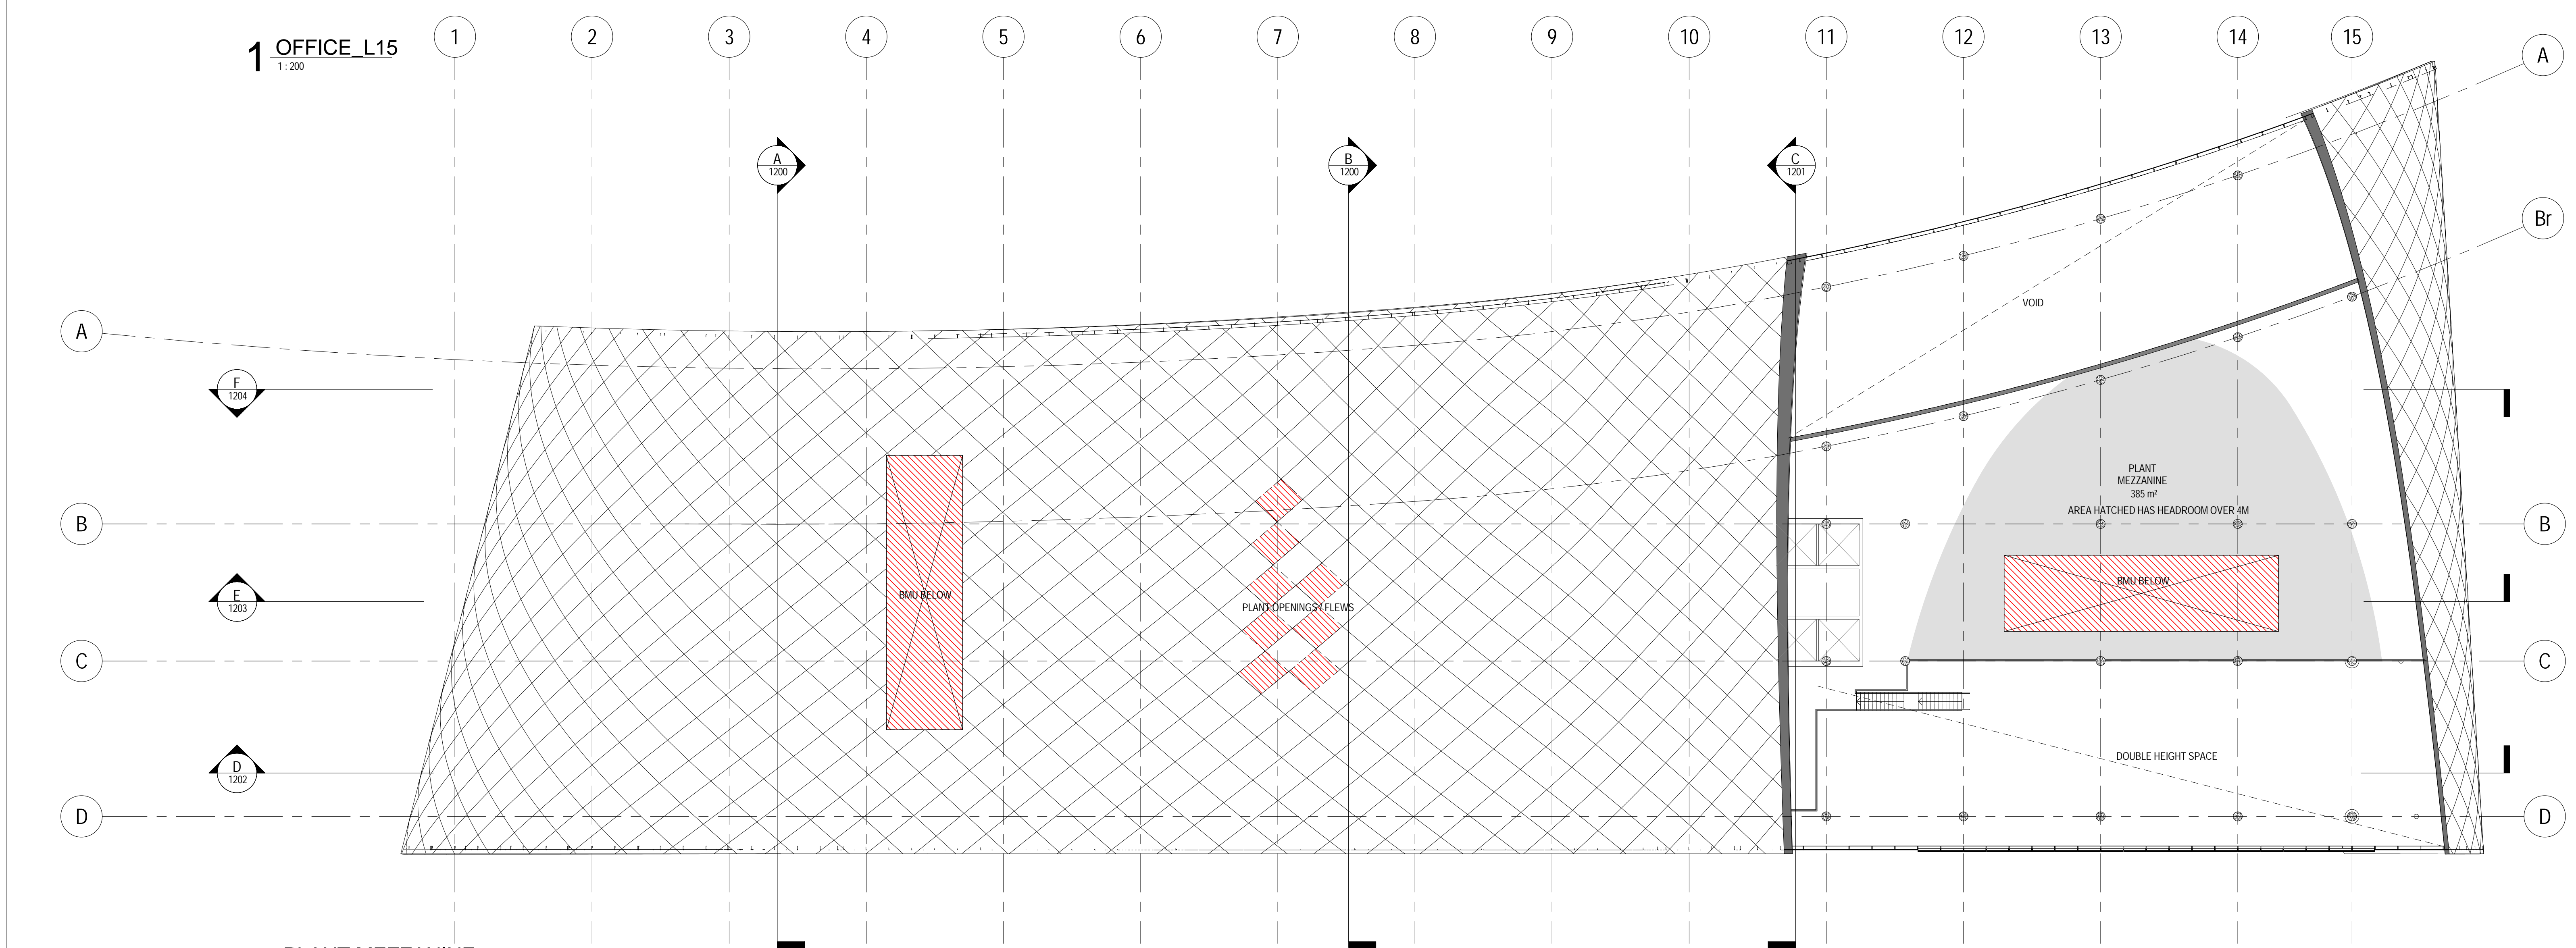 1 OFFICE_L15
1 : 200
1 2 3 4 5 6 7 8 9 10 11 12 13 14 15
A
A
1200
B
1200
C
1201
Br
VOID
A
F
1204
PLANT
MEZZANINE
385 m²
AREA HATCHED HAS HEADROOM OVER 4M
B
B
BMU BELOW
BMU BELOW
E
1203
PLANT OPENINGS / FLEWS
C
C
DOUBLE HEIGHT SPACE
D
1202
D
D